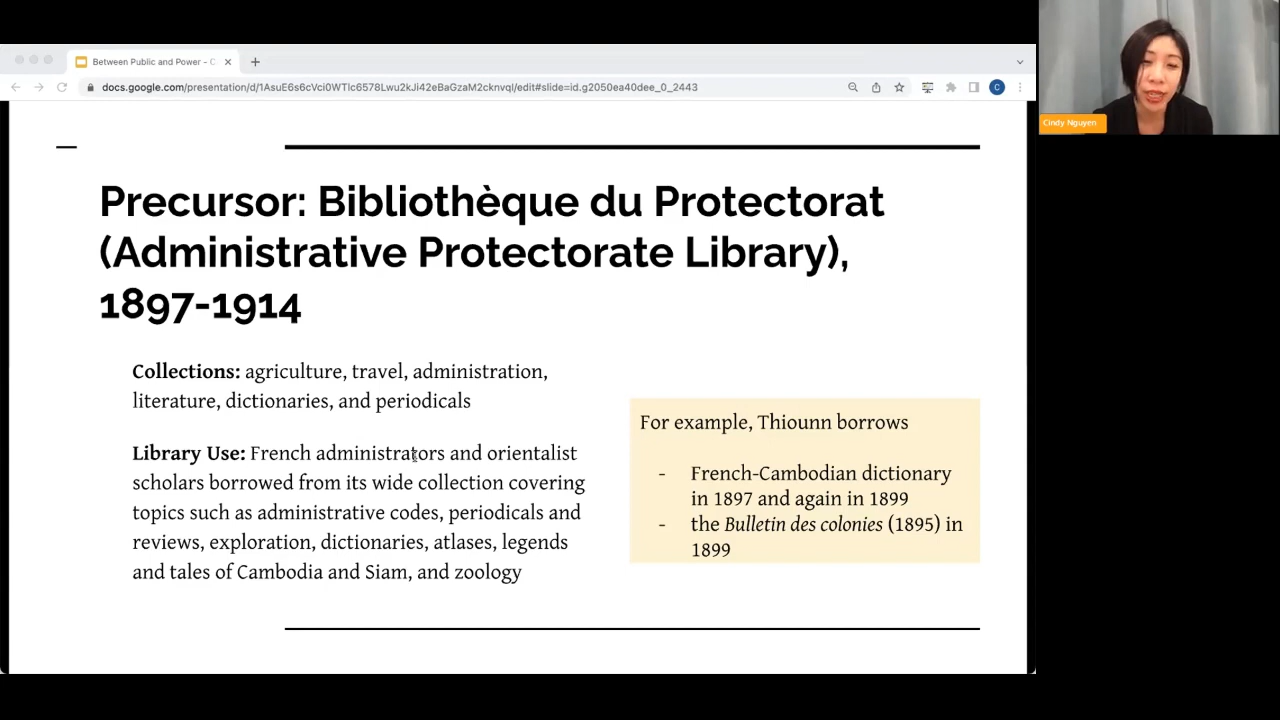 Between Public and Power - C
docs.google.com/presentation/d/1AsuE6s6cVci0WTlc6578Lwu2kJi42eBaGzaM2cknvqI/edit#slide=id.g2050ea40dee_0_2443
C
Cindy Nguyen
Precursor: Bibliothèque du Protectorat
(Administrative Protectorate Library),
1897-1914
Collections: agriculture, travel, administration,
literature, dictionaries, and periodicals
Library Use: French administrators and orientalist
scholars borrowed from its wide collection covering
topics such as administrative codes, periodicals and
reviews, exploration, dictionaries, atlases, legends
and tales of Cambodia and Siam, and zoology
For example, Thiounn borrows
- French-Cambodian dictionary
in 1897 and again in 1899
- the Bulletin des colonies (1895) in
1899